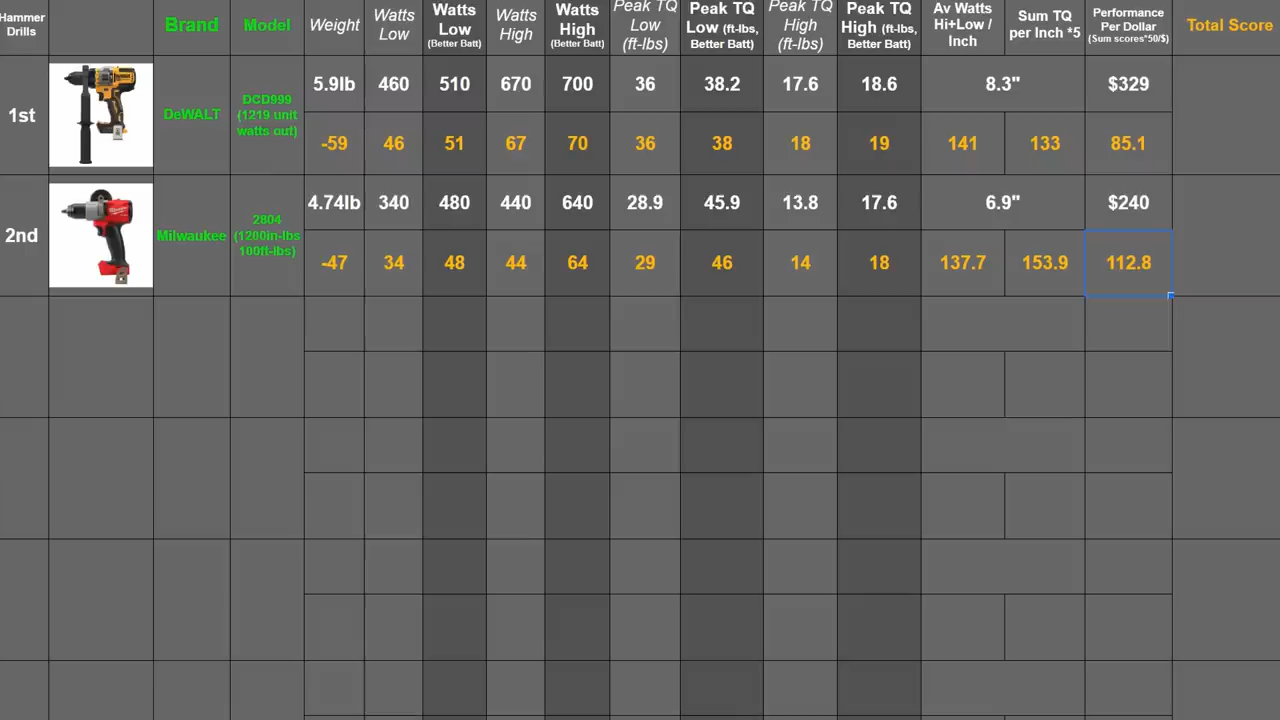 Hammer Drills Brand Model Weight Watts Low Watts Low (Better Batt) Watts High Watts High (Better Batt) Peak TQ Low (ft-lbs) Peak TQ Low (ft-lbs, Better Batt) Peak TQ High (ft-lbs) Peak TQ High (ft-lbs, Better Batt) Av Watts Hi+Low / Inch Sum TQ per Inch *5 Performance Per Dollar (Sum scores*50/$) Total Score
1st DeWALT DCD999 (1219 unit watts out) 5.9lb 460 510 670 700 36 38.2 17.6 18.6 8.3" $329
-59 46 51 67 70 36 38 18 19 141 133 85.1
2nd Milwaukee 2804 (1200in-lbs 100ft-lbs) 4.74lb 340 480 440 640 28.9 45.9 13.8 17.6 6.9" $240
-47 34 48 44 64 29 46 14 18 137.7 153.9 112.8